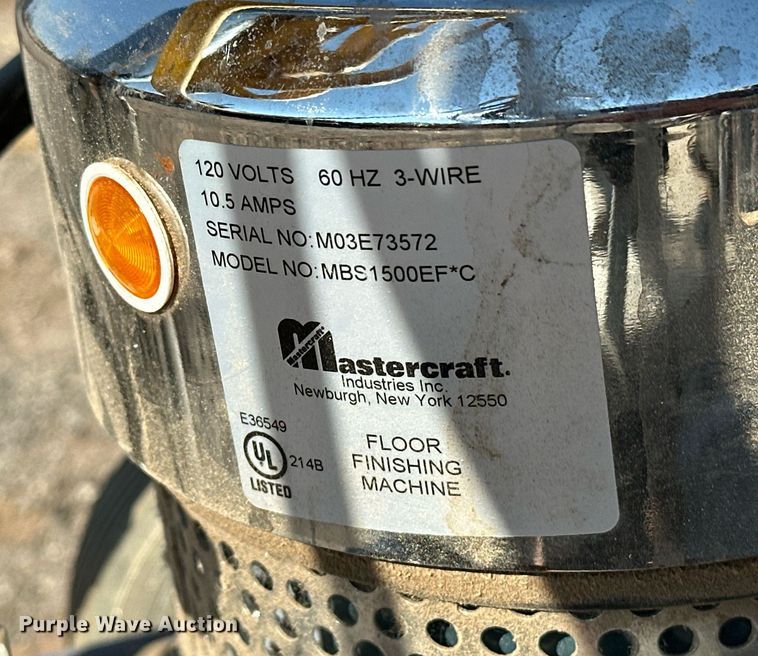 120 VOLTS 60 HZ 3-WIRE
10.5 AMPS
SERIAL NO: M03E73572
MODEL NO: MBS1500EF*C
Mastercraft
Mastercraft.
Industries Inc.
Newburgh, New York 12550
E36549
UL
214B
LISTED
FLOOR
FINISHING
MACHINE
Purple Wave Auction